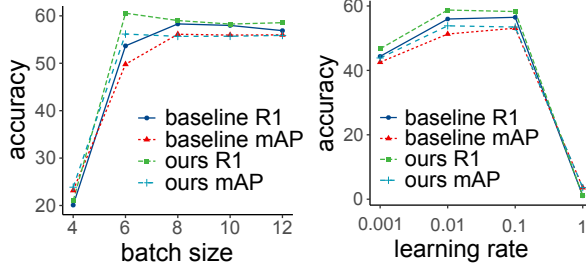 accuracy
60
50
40
30
20
baseline R1
baseline mAP
ours R1
ours mAP
4
6
8
10
12
batch size
accuracy
60
40
20
0
baseline R1
baseline mAP
ours R1
ours mAP
0.001
0.01
0.1
1
learning rate